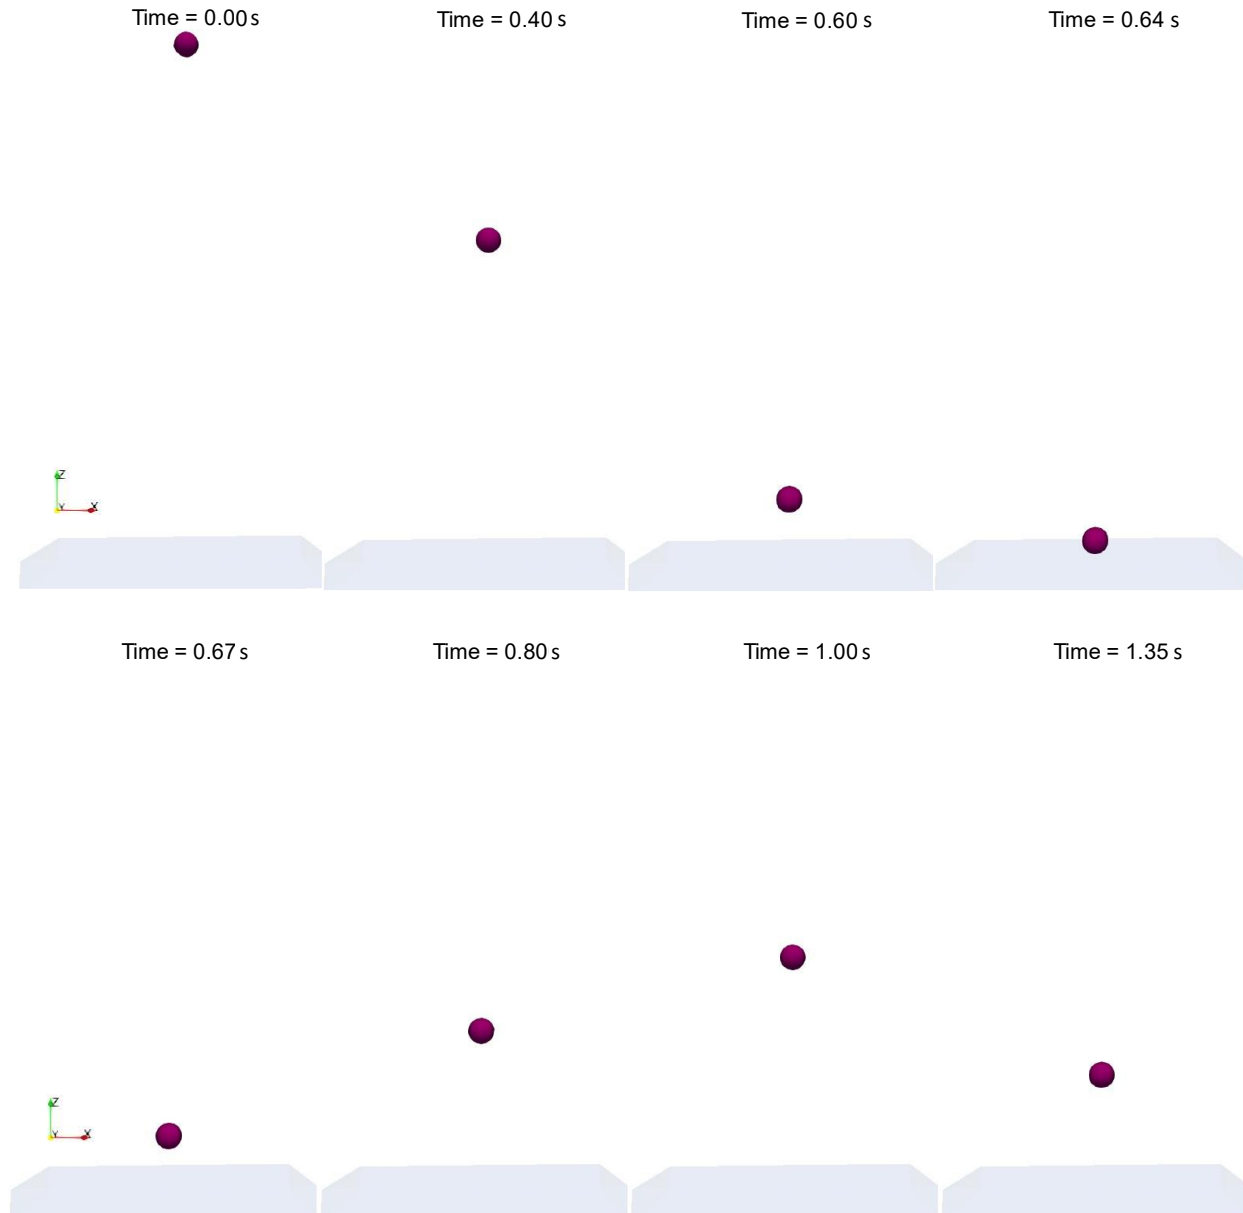 Time = 0.00 s
Time = 0.40 s
Time = 0.60 s
Time = 0.64 s
Z
Y X
Time = 0.67 s
Time = 0.80 s
Time = 1.00 s
Time = 1.35 s
Z
Y X